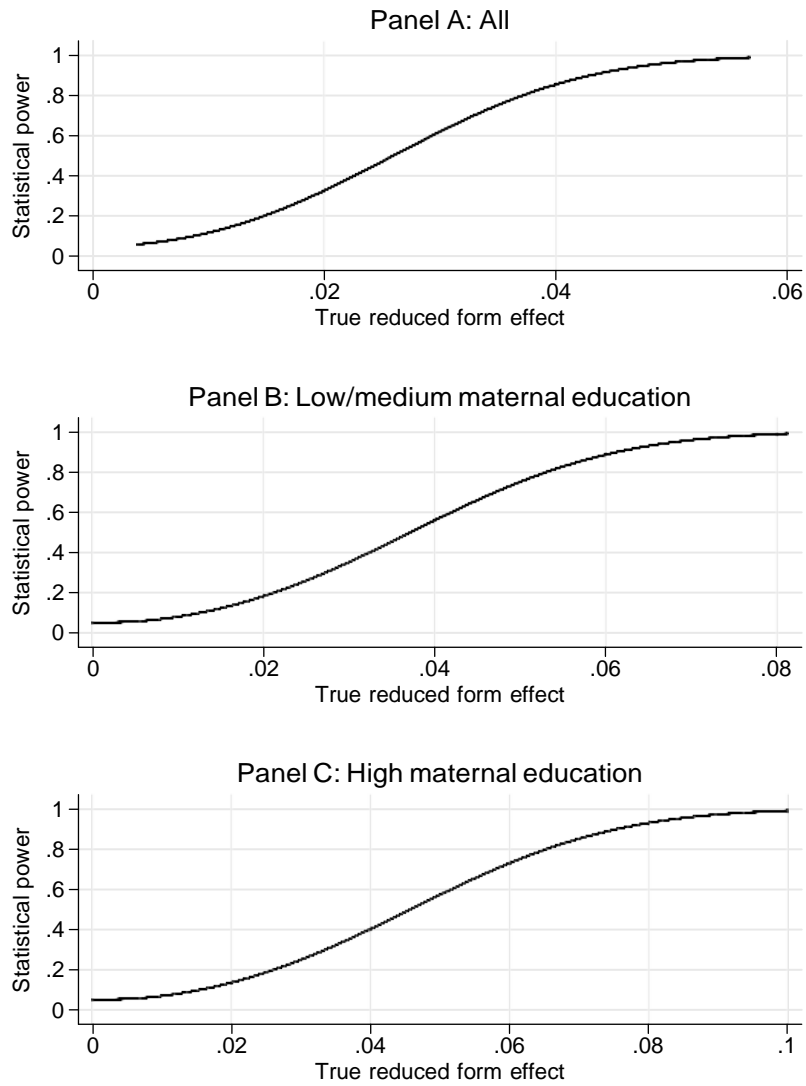 Panel A: All
Statistical power
1
.8
.6
.4
.2
0
0 .02 .04 .06
True reduced form effect
Panel B: Low/medium maternal education
Statistical power
1
.8
.6
.4
.2
0
0 .02 .04 .06 .08
True reduced form effect
Panel C: High maternal education
Statistical power
1
.8
.6
.4
.2
0
0 .02 .04 .06 .08 .1
True reduced form effect